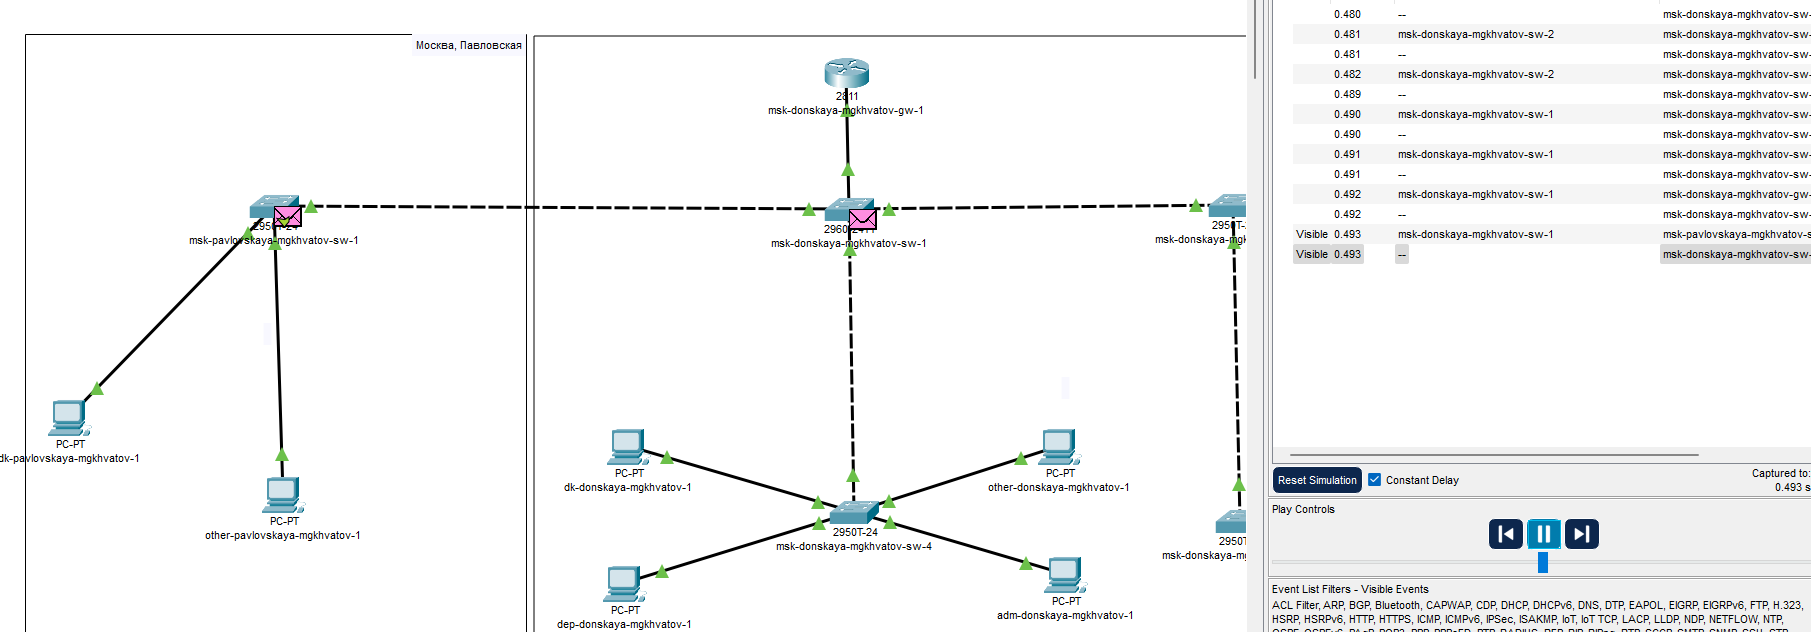 Москва, Павловская
2811
msk-donskaya-mgkhvatov-gw-1
msk-pavlovskaya-mgkhvatov-sw-1
msk-donskaya-mgkhvatov-sw-1
2950T-
msk-donskaya-mgk
PC-PT
dk-pavlovskaya-mgkhvatov-1
PC-PT
other-pavlovskaya-mgkhvatov-1
PC-PT
dk-donskaya-mgkhvatov-1
PC-PT
other-donskaya-mgkhvatov-1
2950T-24
msk-donskaya-mgkhvatov-sw-4
2950T
msk-donskaya-mg
PC-PT
dep-donskaya-mgkhvatov-1
PC-PT
adm-donskaya-mgkhvatov-1
0.480 -- msk-donskaya-mgkhvatov-sw-
0.481 msk-donskaya-mgkhvatov-sw-2 msk-donskaya-mgkhvatov-sw-
0.481 -- msk-donskaya-mgkhvatov-sw-
0.482 msk-donskaya-mgkhvatov-sw-2 msk-donskaya-mgkhvatov-sw-
0.489 -- msk-donskaya-mgkhvatov-sw-
0.490 msk-donskaya-mgkhvatov-sw-1 msk-donskaya-mgkhvatov-sw-
0.490 -- msk-donskaya-mgkhvatov-sw-
0.491 msk-donskaya-mgkhvatov-sw-1 msk-donskaya-mgkhvatov-sw-
0.491 -- msk-donskaya-mgkhvatov-sw-
0.492 msk-donskaya-mgkhvatov-sw-1 msk-donskaya-mgkhvatov-gw-
0.492 -- msk-donskaya-mgkhvatov-sw-
Visible 0.493 msk-donskaya-mgkhvatov-sw-1 msk-pavlovskaya-mgkhvatov-s
Visible 0.493 -- msk-donskaya-mgkhvatov-sw-
Captured to:
Reset Simulation Constant Delay
0.493 s
Play Controls
Event List Filters - Visible Events
ACL Filter, ARP, BGP, Bluetooth, CAPWAP, CDP, DHCP, DHCPv6, DNS, DTP, EAPOL, EIGRP, EIGRPv6, FTP, H.323,
HSRP, HSRPv6, HTTP, HTTPS, ICMP, ICMPv6, IPSec, ISAKMP, IoT, IoT TCP, LACP, LLDP, NDP, NETFLOW, NTP,